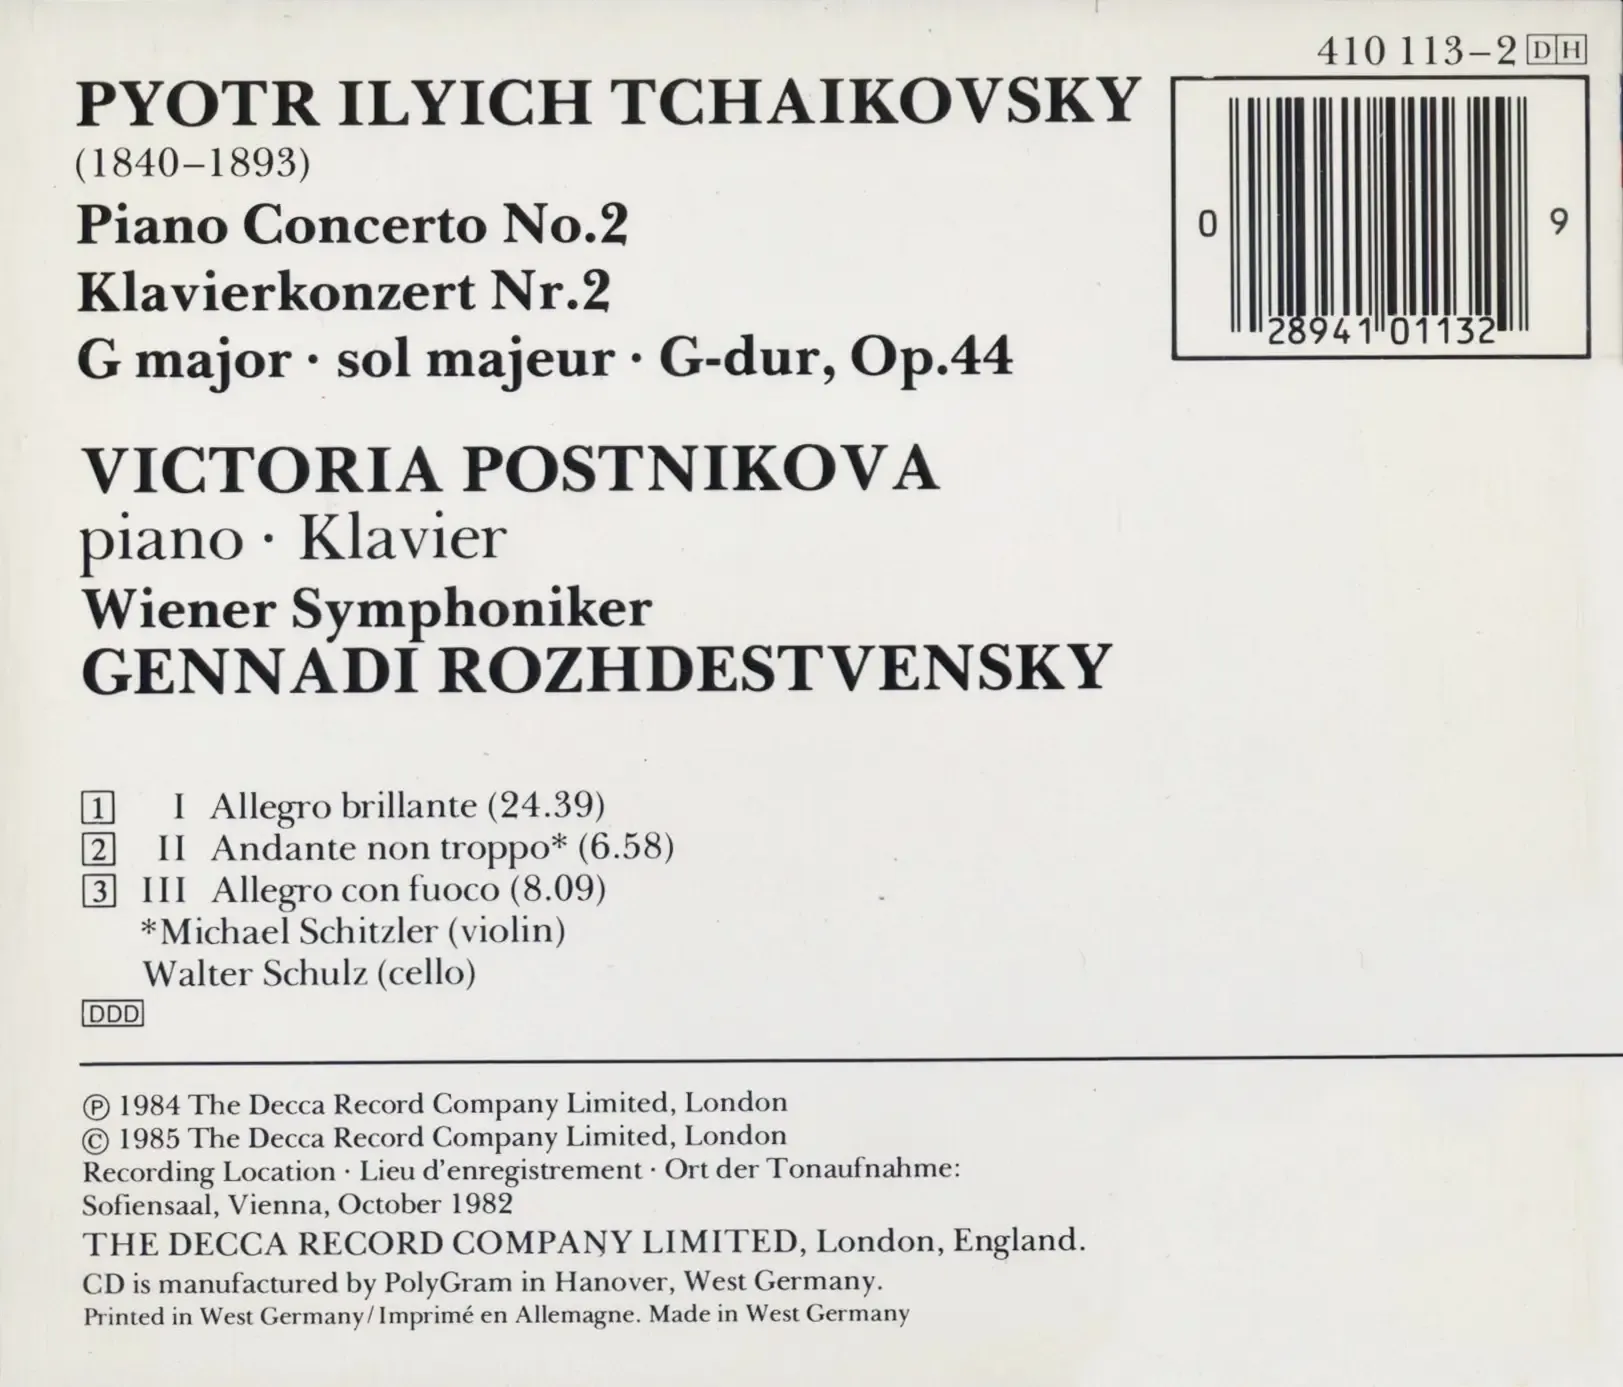 410 113-2 DH
PYOTR ILYICH TCHAIKOVSKY
(1840–1893)
Piano Concerto No.2
Klavierkonzert Nr.2
G major · sol majeur · G-dur, Op.44
0 28941 01132 9
VICTORIA POSTNIKOVA
piano · Klavier
Wiener Symphoniker
GENNADI ROZHDESTVENSKY
1 I Allegro brillante (24.39)
2 II Andante non troppo* (6.58)
3 III Allegro con fuoco (8.09)
*Michael Schitzler (violin)
Walter Schulz (cello)
DDD
℗ 1984 The Decca Record Company Limited, London
© 1985 The Decca Record Company Limited, London
Recording Location · Lieu d'enregistrement · Ort der Tonaufnahme:
Sofiensaal, Vienna, October 1982
THE DECCA RECORD COMPANY LIMITED, London, England.
CD is manufactured by PolyGram in Hanover, West Germany.
Printed in West Germany/Imprimé en Allemagne. Made in West Germany